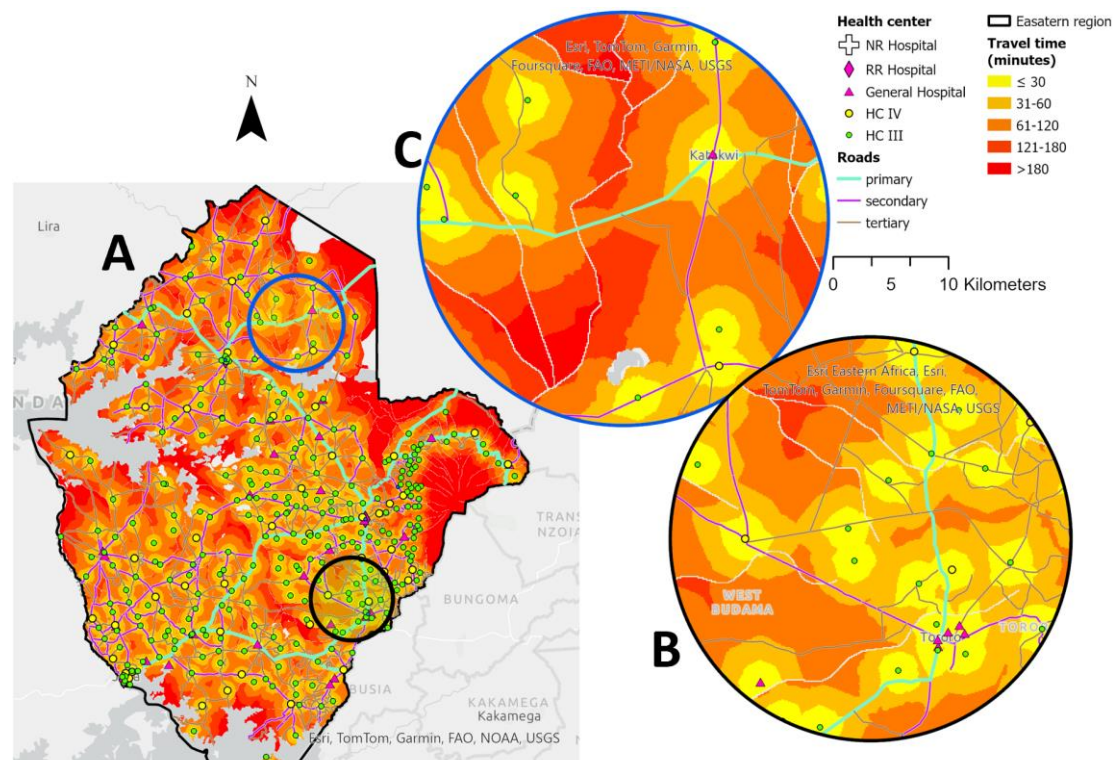 N
A
Lira
NDA
TRANS
NZOIA
BUNGOMA
BUSIA
KAKAMEGA
Kakamega
Esri, TomTom, Garmin, FAO, NOAA, USGS
C
Esri, TomTom, Garmin,
Foursquare, FAO, METI/NASA, USGS
Katakwi
B
Esri Eastern Africa, Esri,
TomTom, Garmin, Foursquare, FAO,
METI/NASA, USGS
WEST
BUDAMA
Tororo
TORO
Health center
NR Hospital
RR Hospital
General Hospital
HC IV
HC III
Roads
primary
secondary
tertiary
Easatern region
Travel time
(minutes)
≤ 30
31-60
61-120
121-180
>180
0 5 10 Kilometers